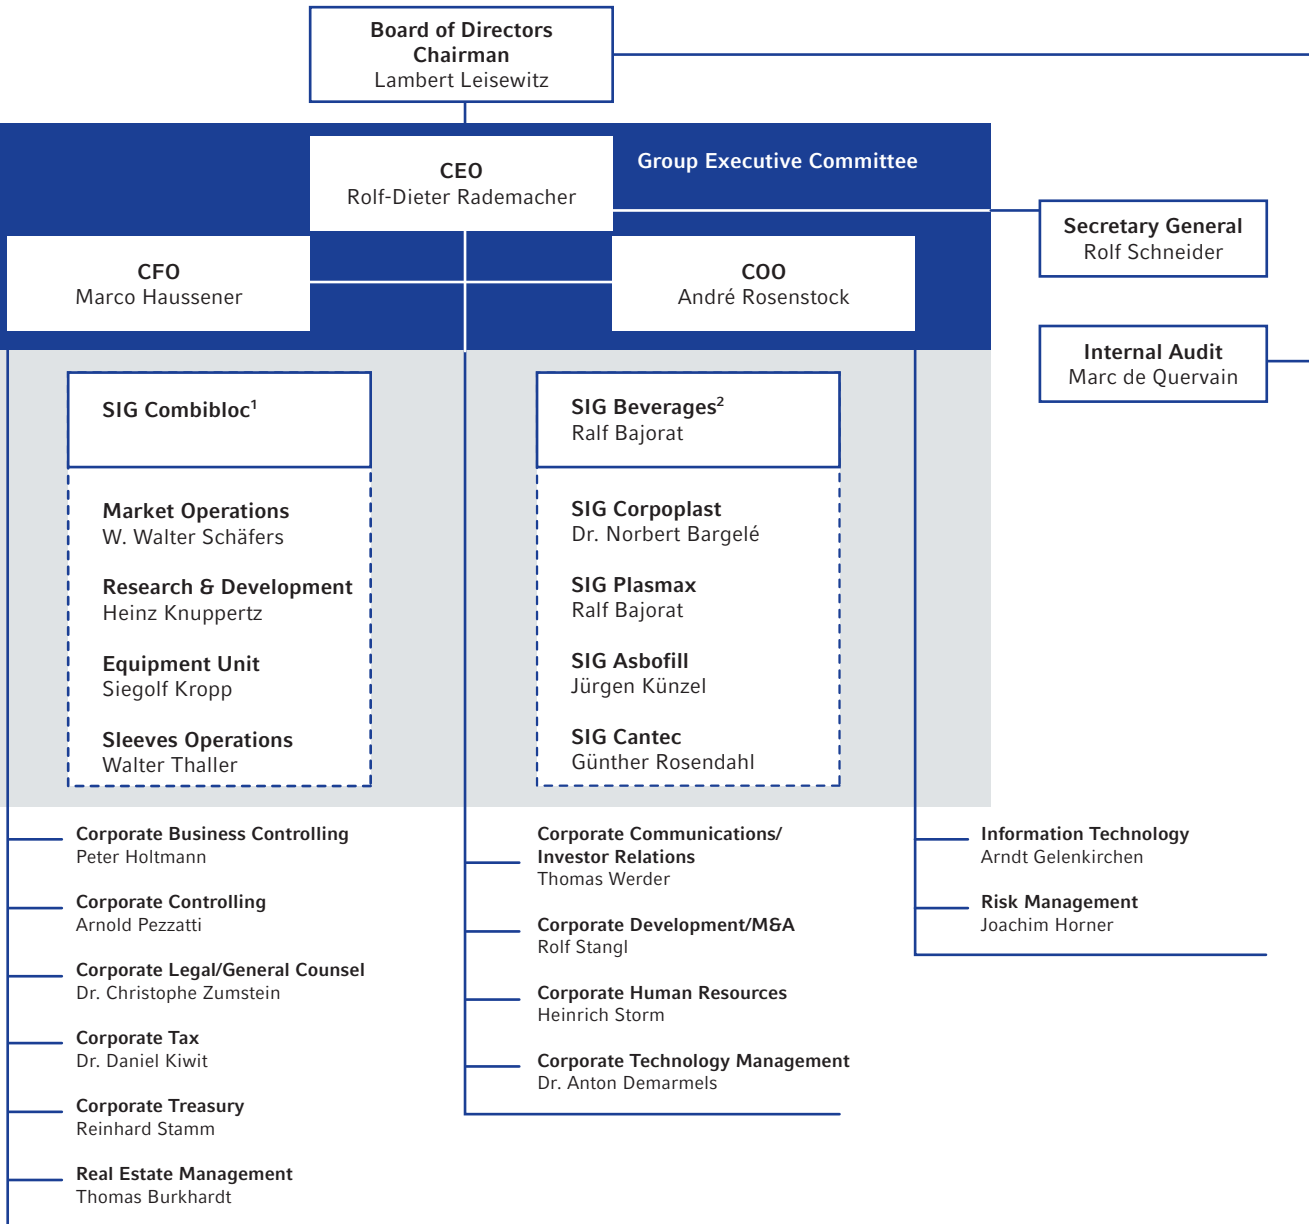 Board of Directors
Chairman
Lambert Leisewitz
Group Executive Committee
CEO
Rolf-Dieter Rademacher
Secretary General
Rolf Schneider
CFO
Marco Haussener
COO
André Rosenstock
Internal Audit
Marc de Quervain
SIG Combibloc¹
Market Operations
W. Walter Schäfers
Research & Development
Heinz Knuppertz
Equipment Unit
Siegolf Kropp
Sleeves Operations
Walter Thaller
SIG Beverages²
Ralf Bajorat
SIG Corpoplast
Dr. Norbert Bargelé
SIG Plasmax
Ralf Bajorat
SIG Asbofill
Jürgen Künzel
SIG Cantec
Günther Rosendahl
Corporate Business Controlling
Peter Holtmann
Corporate Controlling
Arnold Pezzatti
Corporate Legal/General Counsel
Dr. Christophe Zumstein
Corporate Tax
Dr. Daniel Kiwit
Corporate Treasury
Reinhard Stamm
Real Estate Management
Thomas Burkhardt
Corporate Communications/
Investor Relations
Thomas Werder
Corporate Development/M&A
Rolf Stangl
Corporate Human Resources
Heinrich Storm
Corporate Technology Management
Dr. Anton Demarmels
Information Technology
Arndt Gelenkirchen
Risk Management
Joachim Horner